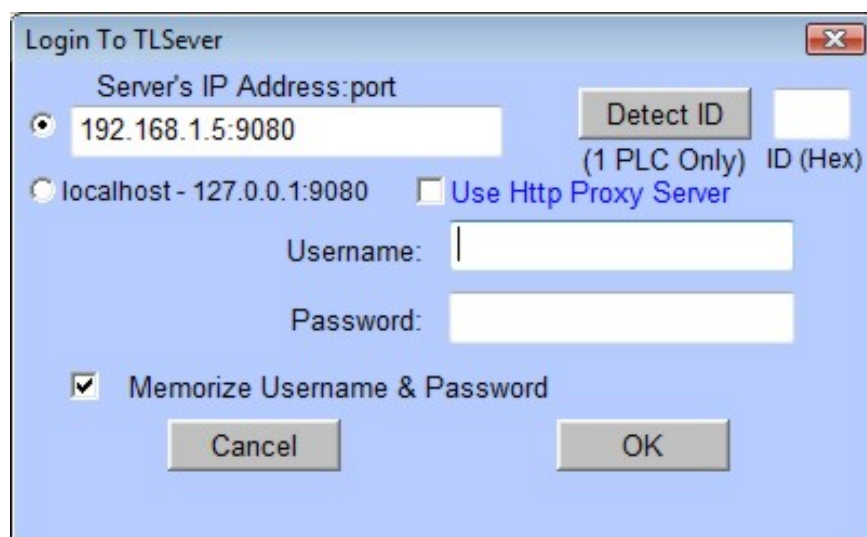 Login To TLSever
Server's IP Address:port
192.168.1.5:9080
Detect ID
(1 PLC Only)
ID (Hex)
localhost - 127.0.0.1:9080
Use Http Proxy Server
Username:
Password:
Memorize Username & Password
Cancel
OK